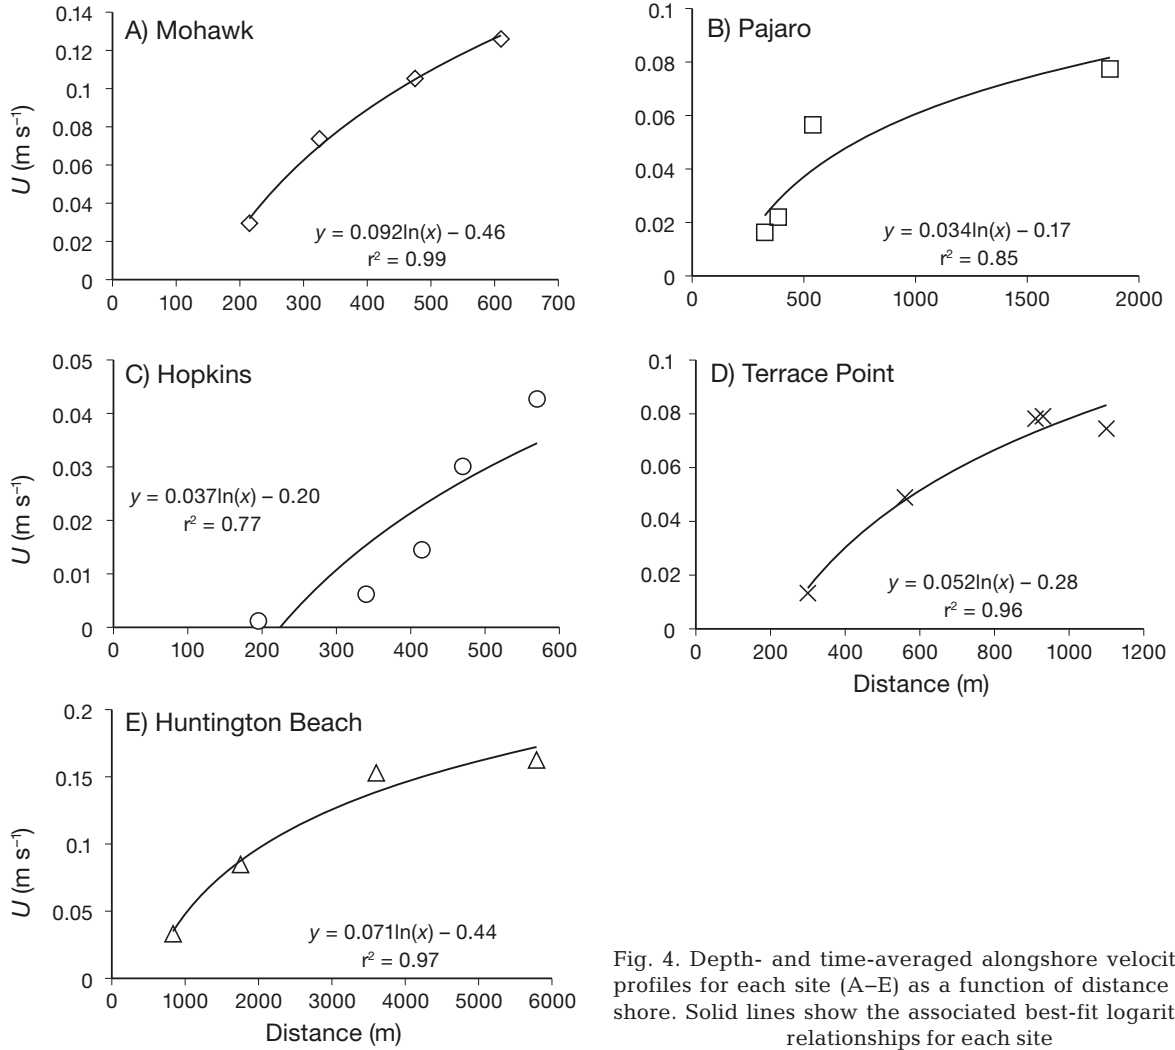 A) Mohawk
U (m s⁻¹)
0.14
0.12
0.1
0.08
0.06
0.04
0.02
0
y = 0.092ln(x) – 0.46
r² = 0.99
0 100 200 300 400 500 600 700
B) Pajaro
0.1
0.08
0.06
0.04
0.02
0
y = 0.034ln(x) – 0.17
r² = 0.85
0 500 1000 1500 2000
C) Hopkins
U (m s⁻¹)
0.05
0.04
0.03
0.02
0.01
0
y = 0.037ln(x) – 0.20
r² = 0.77
0 100 200 300 400 500 600
D) Terrace Point
0.1
0.08
0.06
0.04
0.02
0
y = 0.052ln(x) – 0.28
r² = 0.96
0 200 400 600 800 1000 1200
Distance (m)
E) Huntington Beach
U (m s⁻¹)
0.2
0.15
0.1
0.05
0
y = 0.071ln(x) – 0.44
r² = 0.97
0 1000 2000 3000 4000 5000 6000
Distance (m)
Fig. 4. Depth- and time-averaged alongshore velocit
profiles for each site (A–E) as a function of distance
shore. Solid lines show the associated best-fit logarit
relationships for each site